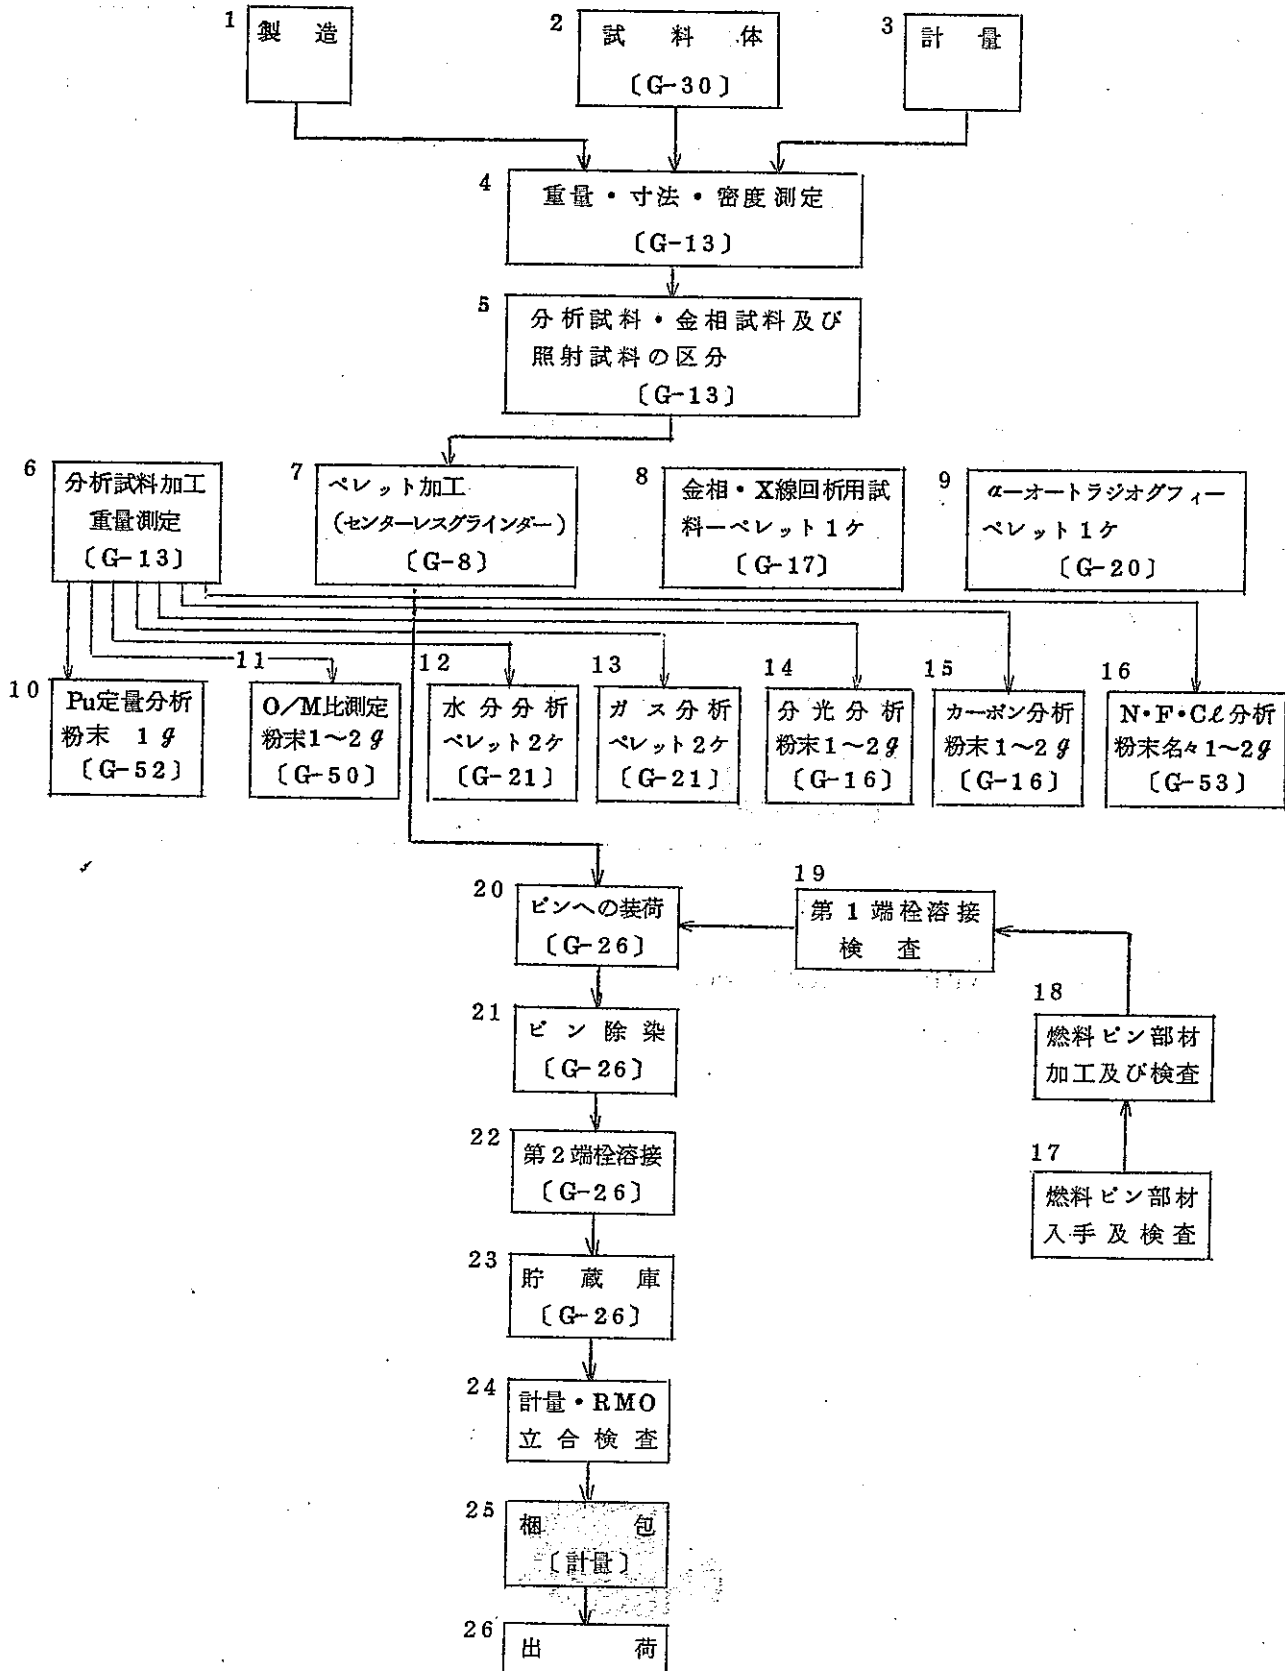 1
製造
2
試料体
〔G-30〕
3
計量
4
重量・寸法・密度測定
〔G-13〕
5
分析試料・金相試料及び
照射試料の区分
〔G-13〕
6
分析試料加工
重量測定
〔G-13〕
7
ペレット加工
(センターレスグラインダー)
〔G-8〕
8
金相・X線回析用試
料ーペレット1ケ
〔G-17〕
9
α-オートラジオグフィー
ペレット1ケ
〔G-20〕
10
Pu定量分析
粉末 1g
〔G-52〕
11
O/M比測定
粉末1~2g
〔G-50〕
12
水分分析
ペレット2ケ
〔G-21〕
13
ガス分析
ペレット2ケ
〔G-21〕
14
分光分析
粉末1~2g
〔G-16〕
15
カーボン分析
粉末1~2g
〔G-16〕
16
N・F・Cℓ分析
粉末名々1~2g
〔G-53〕
20
ピンへの装荷
〔G-26〕
19
第1端栓溶接
検査
21
ピン除染
〔G-26〕
18
燃料ピン部材
加工及び検査
22
第2端栓溶接
〔G-26〕
17
燃料ピン部材
入手及検査
23
貯蔵庫
〔G-26〕
24
計量・RMO
立合検査
25
梱包
〔計量〕
26
出荷